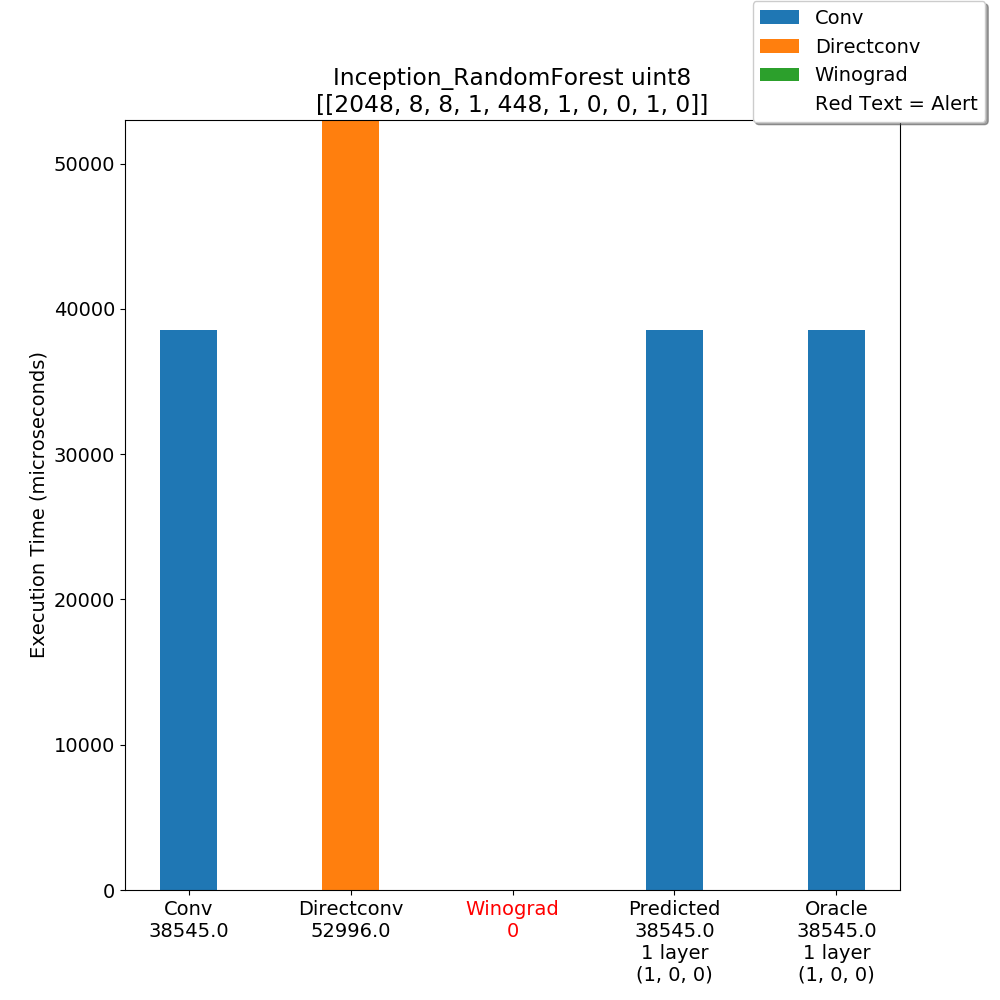 Conv
Directconv
Winograd
Red Text = Alert
Inception_RandomForest uint8
[[2048, 8, 8, 1, 448, 1, 0, 0, 1, 0]]
Execution Time (microseconds)
50000
40000
30000
20000
10000
0
Conv
38545.0
Directconv
52996.0
Winograd
0
Predicted
38545.0
1 layer
(1, 0, 0)
Oracle
38545.0
1 layer
(1, 0, 0)